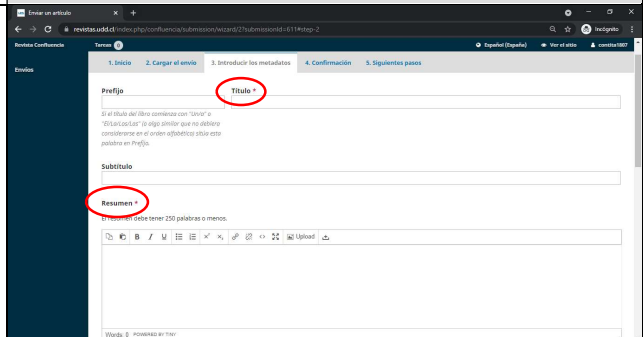 Enviar un artículo
revistas.udd.cl/index.php/confluencia/submission/wizard/2?submissionId=611#step-2
Incógnito
Revista Confluencia
Tareas 0
Español (España)
Ver el sitio
contita1807
Envíos
1. Inicio
2. Cargar el envío
3. Introducir los metadatos
4. Confirmación
5. Siguientes pasos
Prefijo
Título *
Si el título del libro comienza con "Un/a" o
"El/La/Los/Las" (o algo similar que no debiera
considerarse en el orden alfabético) sitúa esta
palabra en Prefijo.
Subtítulo
Resumen *
El resumen debe tener 250 palabras o menos.
B I U x² x₂ Upload
Words: 0 POWERED BY TINY